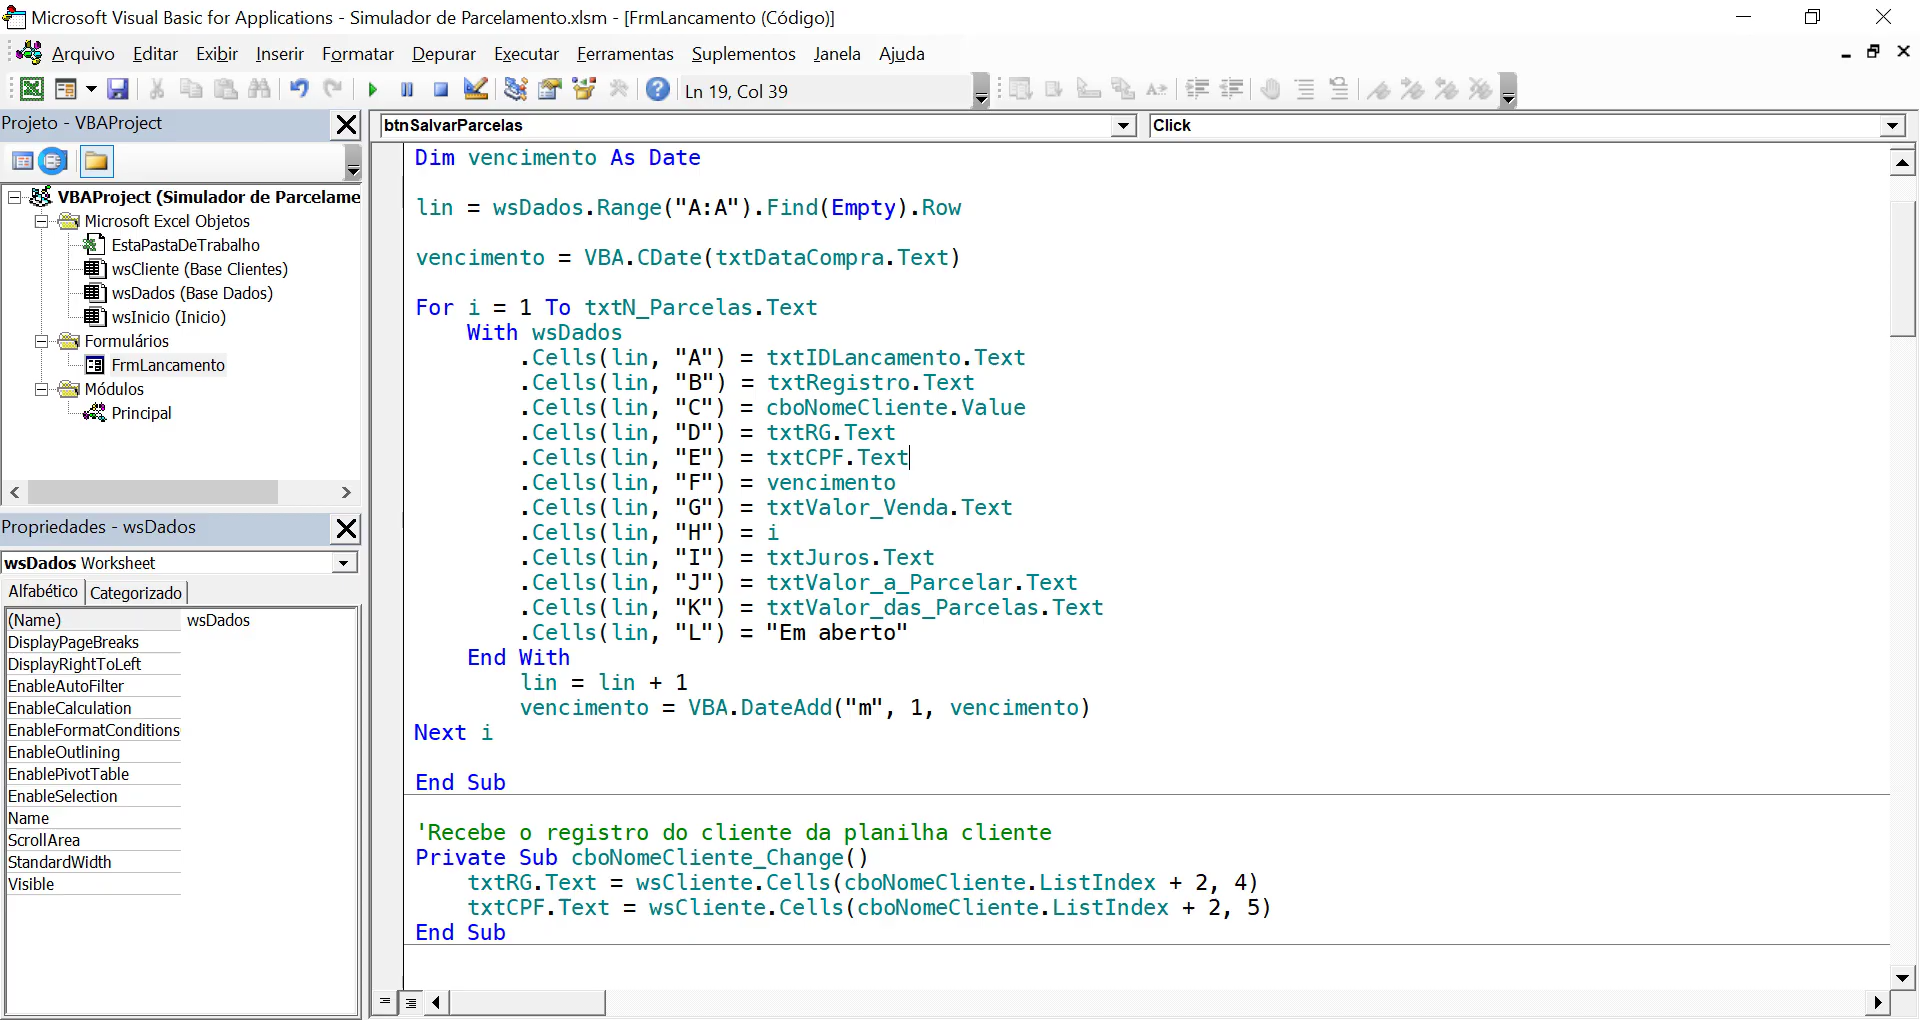 Microsoft Visual Basic for Applications - Simulador de Parcelamento.xlsm - [FrmLancamento (Código)]
Arquivo Editar Exibir Inserir Formatar Depurar Executar Ferramentas Suplementos Janela Ajuda
Ln 19, Col 39
Projeto - VBAProject
VBAProject (Simulador de Parcelame
Microsoft Excel Objetos
EstaPastaDeTrabalho
wsCliente (Base Clientes)
wsDados (Base Dados)
wsInicio (Inicio)
Formulários
FrmLancamento
Módulos
Principal
Propriedades - wsDados
wsDados Worksheet
Alfabético Categorizado
(Name) wsDados
DisplayPageBreaks
DisplayRightToLeft
EnableAutoFilter
EnableCalculation
EnableFormatConditions
EnableOutlining
EnablePivotTable
EnableSelection
Name
ScrollArea
StandardWidth
Visible
btnSalvarParcelas Click
Dim vencimento As Date
lin = wsDados.Range("A:A").Find(Empty).Row
vencimento = VBA.CDate(txtDataCompra.Text)
For i = 1 To txtN_Parcelas.Text
With wsDados
.Cells(lin, "A") = txtIDLancamento.Text
.Cells(lin, "B") = txtRegistro.Text
.Cells(lin, "C") = cboNomeCliente.Value
.Cells(lin, "D") = txtRG.Text
.Cells(lin, "E") = txtCPF.Text
.Cells(lin, "F") = vencimento
.Cells(lin, "G") = txtValor_Venda.Text
.Cells(lin, "H") = i
.Cells(lin, "I") = txtJuros.Text
.Cells(lin, "J") = txtValor_a_Parcelar.Text
.Cells(lin, "K") = txtValor_das_Parcelas.Text
.Cells(lin, "L") = "Em aberto"
End With
lin = lin + 1
vencimento = VBA.DateAdd("m", 1, vencimento)
Next i
End Sub
'Recebe o registro do cliente da planilha cliente
Private Sub cboNomeCliente_Change()
txtRG.Text = wsCliente.Cells(cboNomeCliente.ListIndex + 2, 4)
txtCPF.Text = wsCliente.Cells(cboNomeCliente.ListIndex + 2, 5)
End Sub